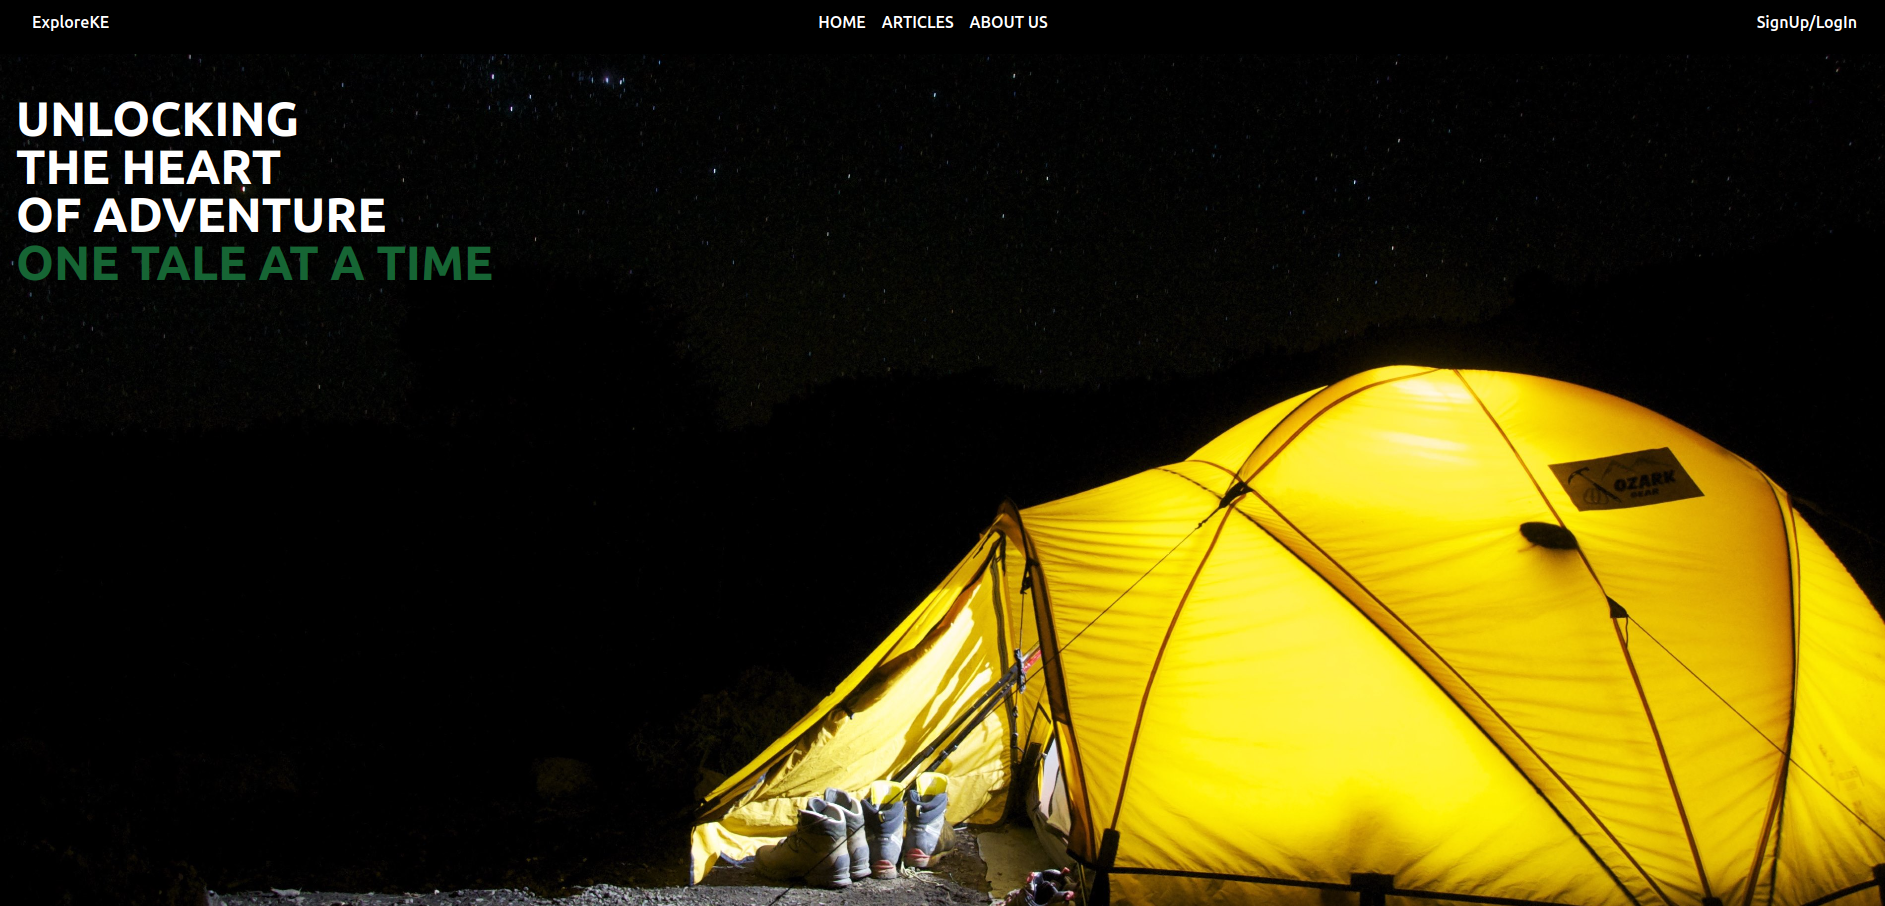 ExploreKE
HOME ARTICLES ABOUT US
SignUp/LogIn
UNLOCKING
THE HEART
OF ADVENTURE
ONE TALE AT A TIME
OZARK
GEAR